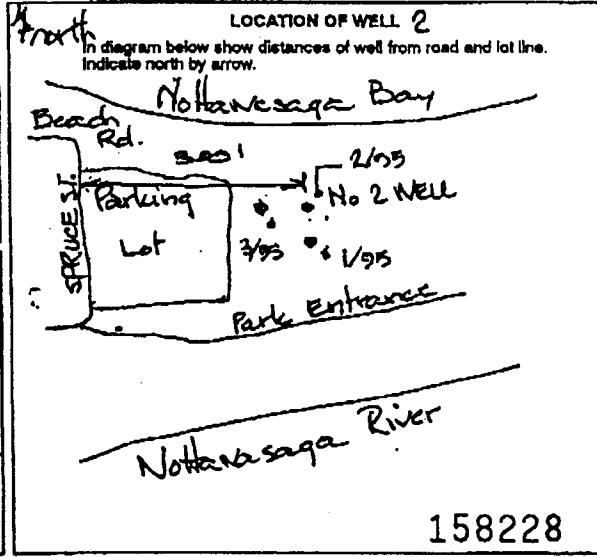 LOCATION OF WELL 2
North
In diagram below show distances of well from road and lot line.
Indicate north by arrow.
Nottawasaga Bay
Beach
Rd.
2/95
No 2 WELL
SPRUCE ST.
Parking
Lot
3/95
1/95
Park Entrance
Nottawasaga River
158228